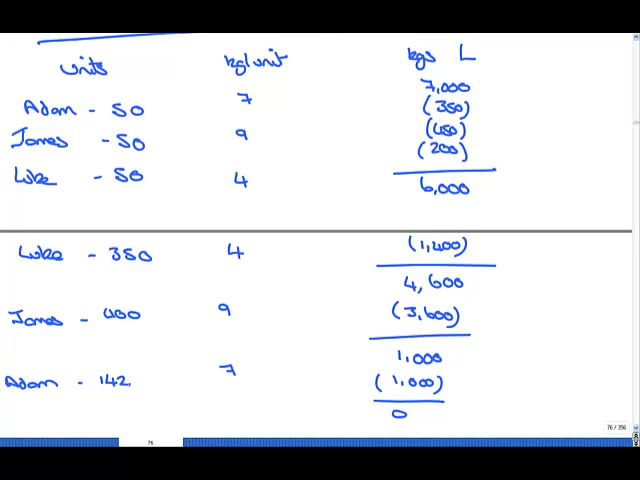 units kg/unit kgs L
7,000
Adam - 50 7 (350)
James - 50 9 (450)
Luke - 50 4 (200)
6,000
Luke - 350 4 (1,400)
4,600
James - 400 9 (3,600)
1,000
Adam - 142 7 (1,000)
0
76 / 356
76